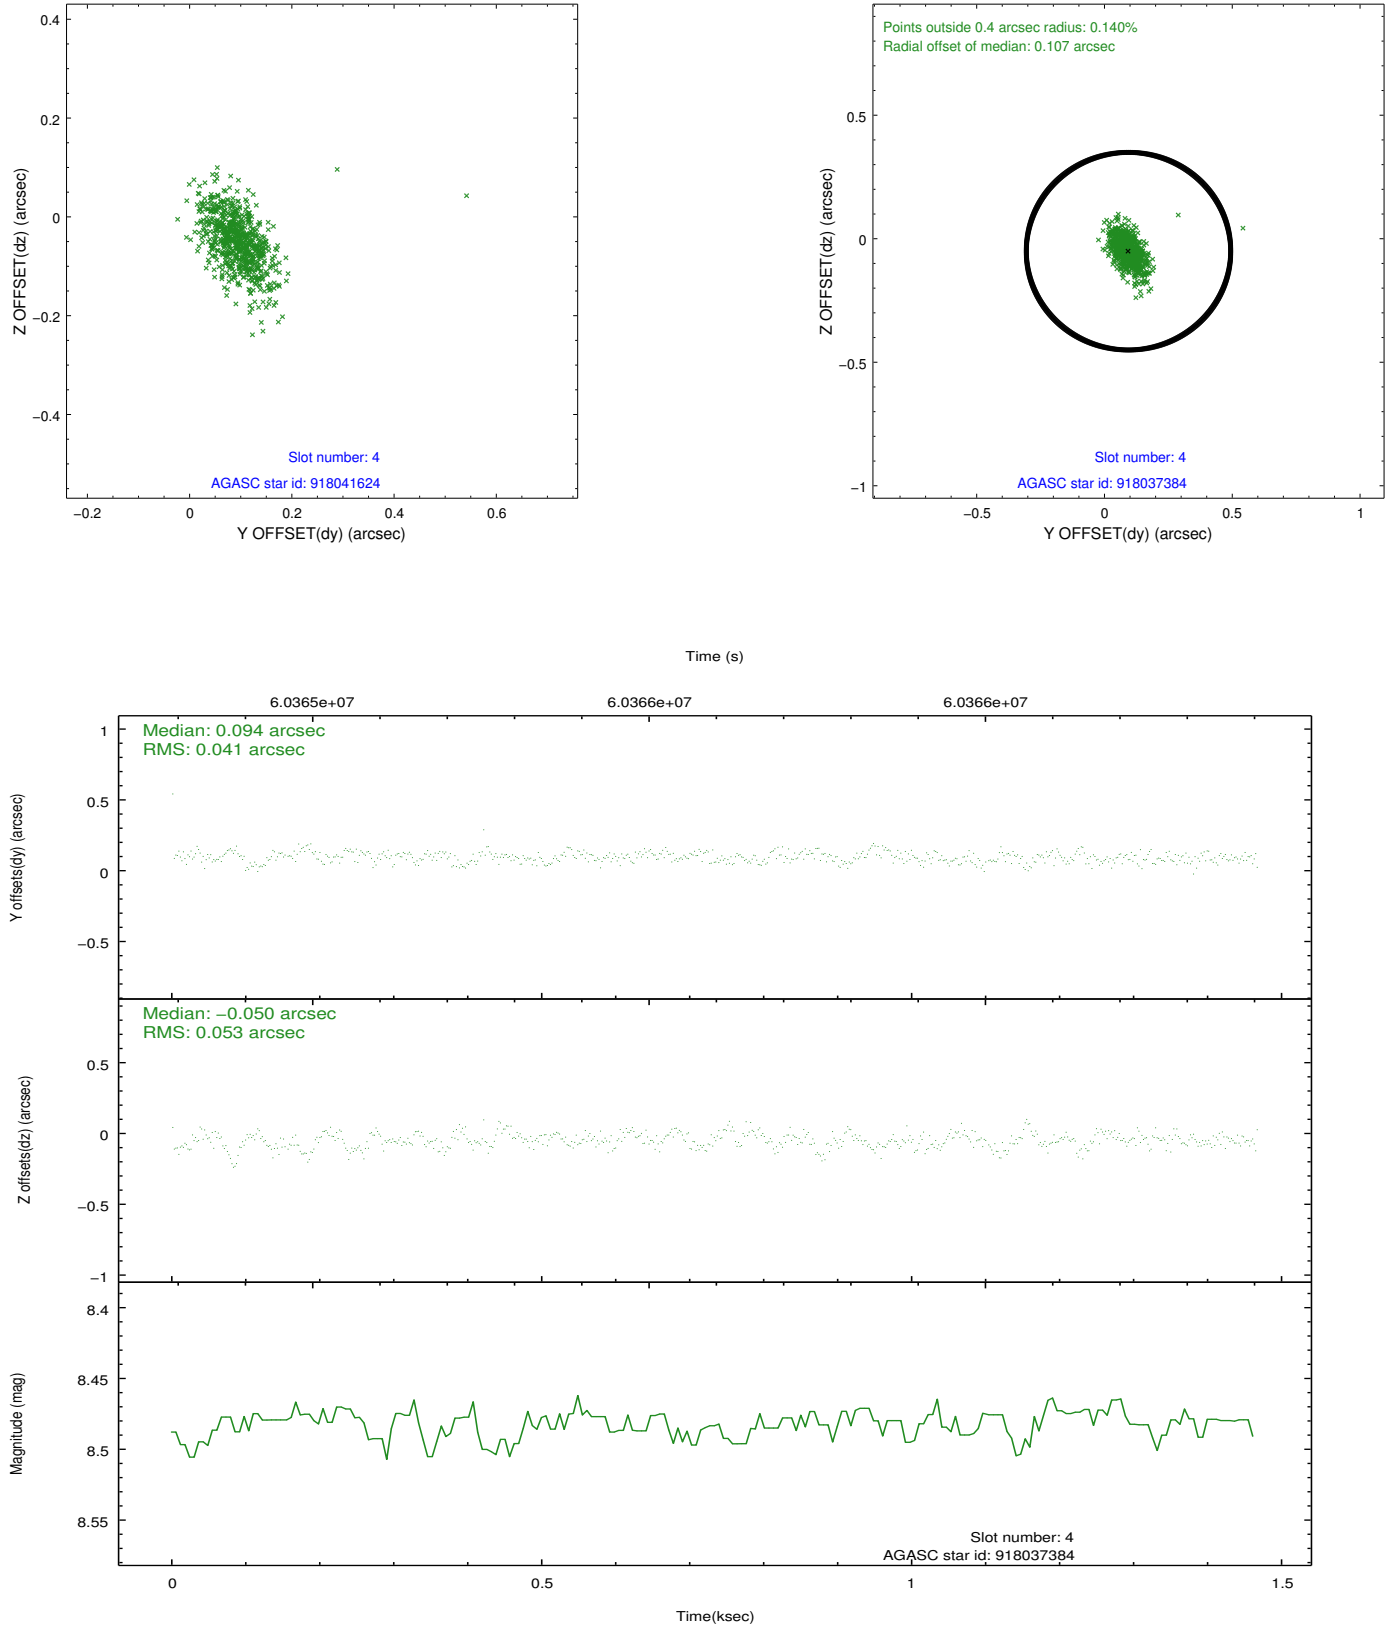 0.4
0.2
0
−0.2
−0.4
Z OFFSET(dz) (arcsec)
Slot number: 4
AGASC star id: 918041624
−0.2
0
0.2
0.4
0.6
Y OFFSET(dy) (arcsec)
Points outside 0.4 arcsec radius: 0.140%
Radial offset of median: 0.107 arcsec
0.5
0
−0.5
−1
Z OFFSET(dz) (arcsec)
Slot number: 4
AGASC star id: 918037384
−0.5
0
0.5
1
Y OFFSET(dy) (arcsec)
Time (s)
6.0365e+07
6.0366e+07
6.0366e+07
Median: 0.094 arcsec
RMS: 0.041 arcsec
1
0.5
0
−0.5
Y offsets(dy) (arcsec)
Median: −0.050 arcsec
RMS: 0.053 arcsec
0.5
0
−0.5
−1
Z offsets(dz) (arcsec)
8.4
8.45
8.5
8.55
Magnitude (mag)
Slot number: 4
AGASC star id: 918037384
0
0.5
1
1.5
Time(ksec)